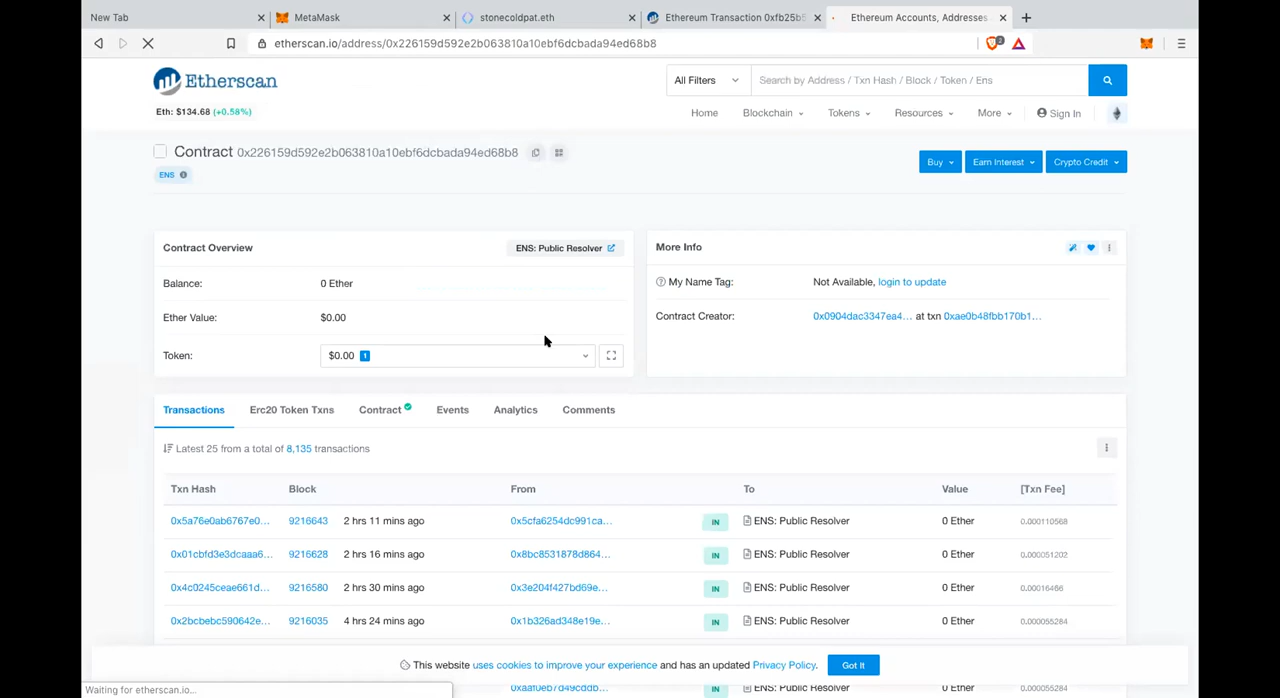 New Tab
MetaMask
stonecoldpat.eth
Ethereum Transaction 0xfb25b5
Ethereum Accounts, Addresses
etherscan.io/address/0x226159d592e2b063810a10ebf6dcbada94ed68b8
2
Etherscan
All Filters
Search by Address / Txn Hash / Block / Token / Ens
Eth: $134.68 (+0.58%)
Home Blockchain Tokens Resources More Sign In
Contract 0x226159d592e2b063810a10ebf6dcbada94ed68b8
Buy Earn Interest Crypto Credit
ENS
Contract Overview ENS: Public Resolver
More Info
Balance: 0 Ether
My Name Tag: Not Available, login to update
Ether Value: $0.00
Contract Creator: 0x0904dac3347ea4... at txn 0xae0b48fbb170b1...
Token: $0.00 1
Transactions Erc20 Token Txns Contract Events Analytics Comments
Latest 25 from a total of 8,135 transactions
Txn Hash Block From To Value [Txn Fee]
0x5a76e0ab6767e0... 9216643 2 hrs 11 mins ago 0x5cfa6254dc991ca... IN ENS: Public Resolver 0 Ether 0.000110568
0x01cbfd3e3dcaaa6... 9216628 2 hrs 16 mins ago 0x8bc8531878d864... IN ENS: Public Resolver 0 Ether 0.000051202
0x4c0245ceae661d... 9216580 2 hrs 30 mins ago 0x3e204f427bd69e... IN ENS: Public Resolver 0 Ether 0.00016466
0x2bcbebc590642e... 9216035 4 hrs 24 mins ago 0x1b326ad348e19e... IN ENS: Public Resolver 0 Ether 0.000055284
This website uses cookies to improve your experience and has an updated Privacy Policy. Got It
Waiting for etherscan.io...
IN ENS: Public Resolver 0 Ether 0.000055284